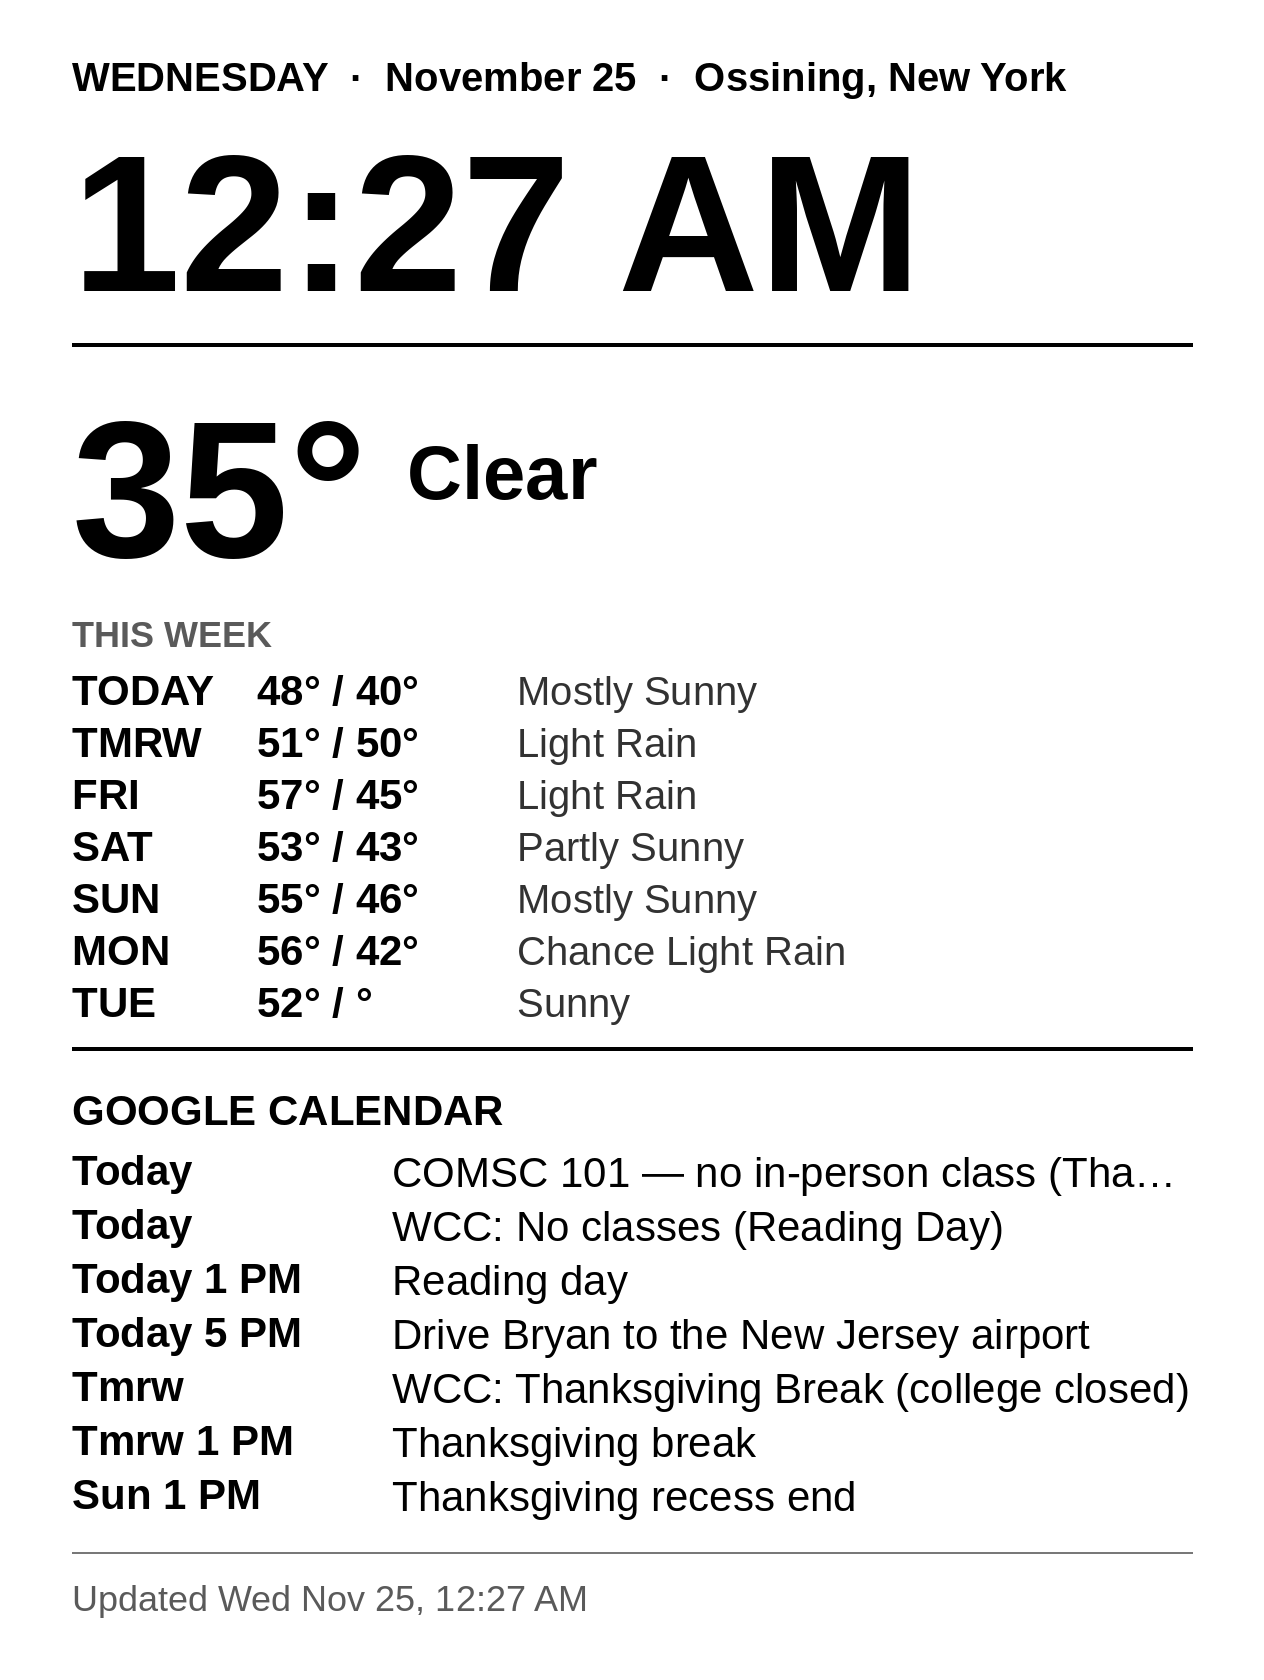 WEDNESDAY · November 25 · Ossining, New York
12:27 AM
35° Clear
THIS WEEK
TODAY 48° / 40° Mostly Sunny
TMRW 51° / 50° Light Rain
FRI 57° / 45° Light Rain
SAT 53° / 43° Partly Sunny
SUN 55° / 46° Mostly Sunny
MON 56° / 42° Chance Light Rain
TUE 52° / ° Sunny
GOOGLE CALENDAR
Today COMSC 101 — no in-person class (Tha…
Today WCC: No classes (Reading Day)
Today 1 PM Reading day
Today 5 PM Drive Bryan to the New Jersey airport
Tmrw WCC: Thanksgiving Break (college closed)
Tmrw 1 PM Thanksgiving break
Sun 1 PM Thanksgiving recess end
Updated Wed Nov 25, 12:27 AM